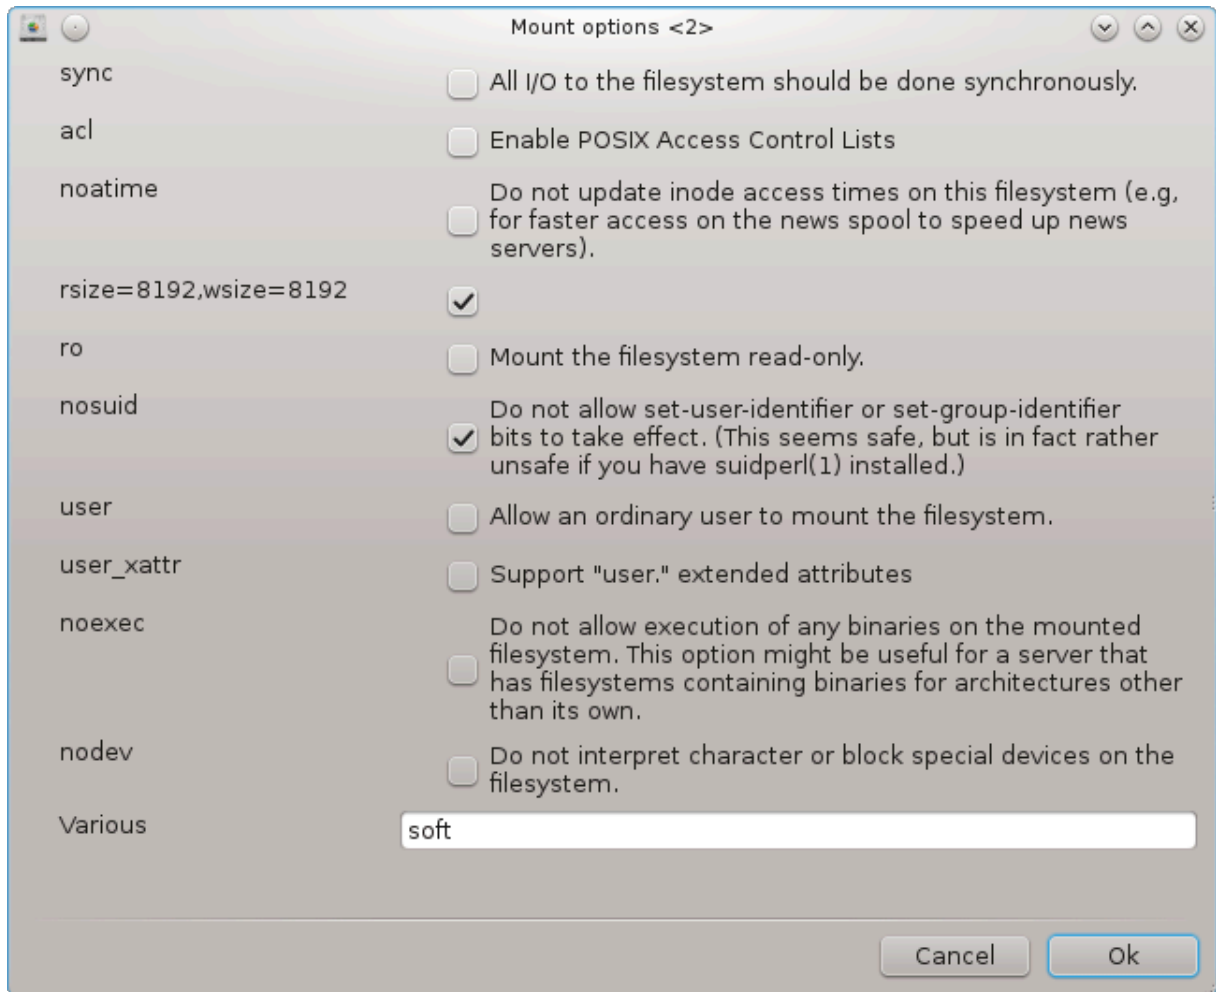 Mount options <2>
sync
All I/O to the filesystem should be done synchronously.
acl
Enable POSIX Access Control Lists
noatime
Do not update inode access times on this filesystem (e.g,
for faster access on the news spool to speed up news
servers).
rsize=8192,wsize=8192
ro
Mount the filesystem read-only.
nosuid
Do not allow set-user-identifier or set-group-identifier
bits to take effect. (This seems safe, but is in fact rather
unsafe if you have suidperl(1) installed.)
user
Allow an ordinary user to mount the filesystem.
user_xattr
Support "user." extended attributes
noexec
Do not allow execution of any binaries on the mounted
filesystem. This option might be useful for a server that
has filesystems containing binaries for architectures other
than its own.
nodev
Do not interpret character or block special devices on the
filesystem.
Various
soft
Cancel
Ok